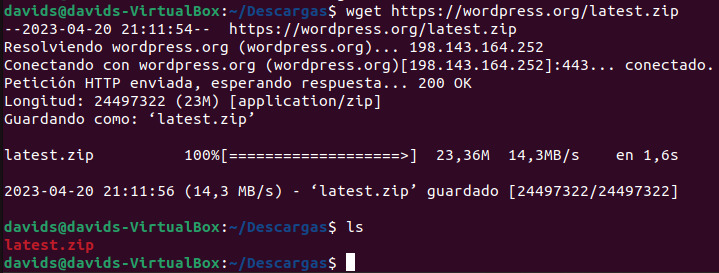 davids@davids-VirtualBox:~/Descargas$ wget https://wordpress.org/latest.zip
--2023-04-20 21:11:54--  https://wordpress.org/latest.zip
Resolviendo wordpress.org (wordpress.org)... 198.143.164.252
Conectando con wordpress.org (wordpress.org)[198.143.164.252]:443... conectado.
Petición HTTP enviada, esperando respuesta... 200 OK
Longitud: 24497322 (23M) [application/zip]
Guardando como: ‘latest.zip’
latest.zip          100%[===================>]  23,36M  14,3MB/s    en 1,6s
2023-04-20 21:11:56 (14,3 MB/s) - ‘latest.zip’ guardado [24497322/24497322]
davids@davids-VirtualBox:~/Descargas$ ls
latest.zip
davids@davids-VirtualBox:~/Descargas$